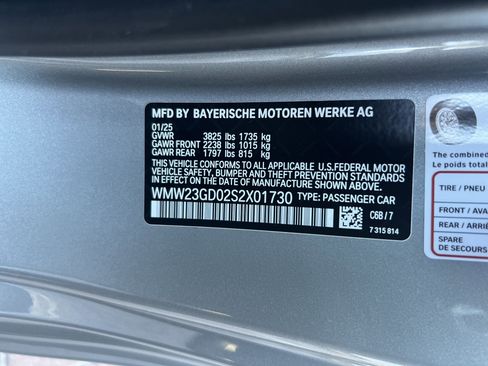 MFD BY BAYERISCHE MOTOREN WERKE AG
01/25
GVWR 3825 lbs 1735 kg
GAWR FRONT 2238 lbs 1015 kg
GAWR REAR 1797 lbs 815 kg
THIS VEHICLE CONFORMS TO ALL APPLICABLE U.S.FEDERAL MOTOR
VEHICLE SAFETY, BUMPER, AND THEFT PREVENTION STANDARDS
IN EFFECT ON THE DATE OF MANUFACTURE SHOWN ABOVE.
WMW23GD02S2X01730 TYPE: PASSENGER CAR
C6B / 7
7 315 814
The combined
Le poids total
TIRE / PNEU
FRONT / AVA
REAR / ARRIÈ
SPARE
DE SECOURS